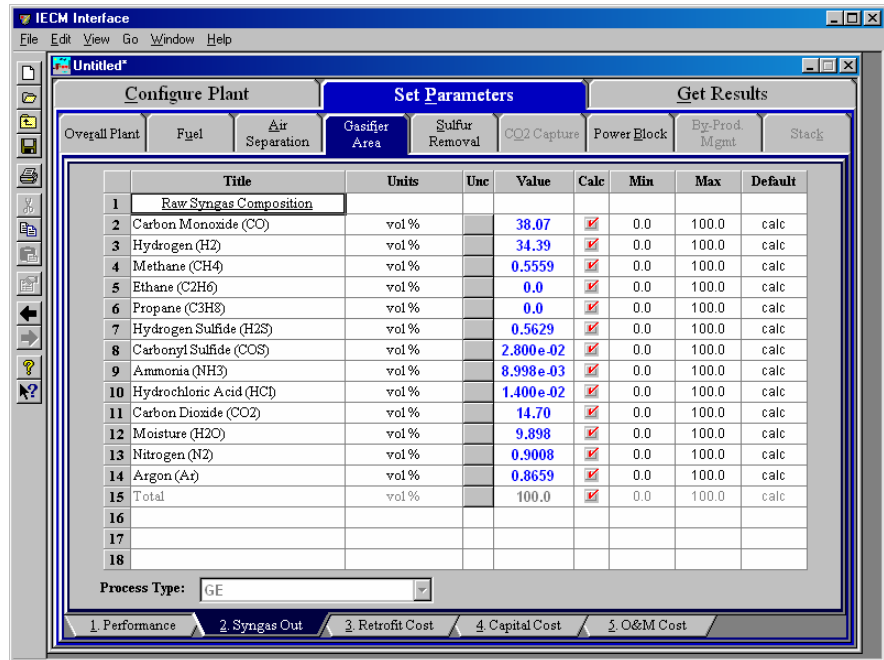 IECM Interface
File Edit View Go Window Help
Untitled*
Configure Plant Set Parameters Get Results
Overall Plant Fuel Air Separation Gasifier Area Sulfur Removal CO2 Capture Power Block By-Prod. Mgmt Stack
Title Units Unc Value Calc Min Max Default
1 Raw Syngas Composition
2 Carbon Monoxide (CO) vol % 38.07 0.0 100.0 calc
3 Hydrogen (H2) vol % 34.39 0.0 100.0 calc
4 Methane (CH4) vol % 0.5559 0.0 100.0 calc
5 Ethane (C2H6) vol % 0.0 0.0 100.0 calc
6 Propane (C3H8) vol % 0.0 0.0 100.0 calc
7 Hydrogen Sulfide (H2S) vol % 0.5629 0.0 100.0 calc
8 Carbonyl Sulfide (COS) vol % 2.800e-02 0.0 100.0 calc
9 Ammonia (NH3) vol % 8.998e-03 0.0 100.0 calc
10 Hydrochloric Acid (HCl) vol % 1.400e-02 0.0 100.0 calc
11 Carbon Dioxide (CO2) vol % 14.70 0.0 100.0 calc
12 Moisture (H2O) vol % 9.898 0.0 100.0 calc
13 Nitrogen (N2) vol % 0.9008 0.0 100.0 calc
14 Argon (Ar) vol % 0.8659 0.0 100.0 calc
15 Total vol % 100.0 0.0 100.0 calc
16
17
18
Process Type: GE
1. Performance 2. Syngas Out 3. Retrofit Cost 4. Capital Cost 5. O&M Cost